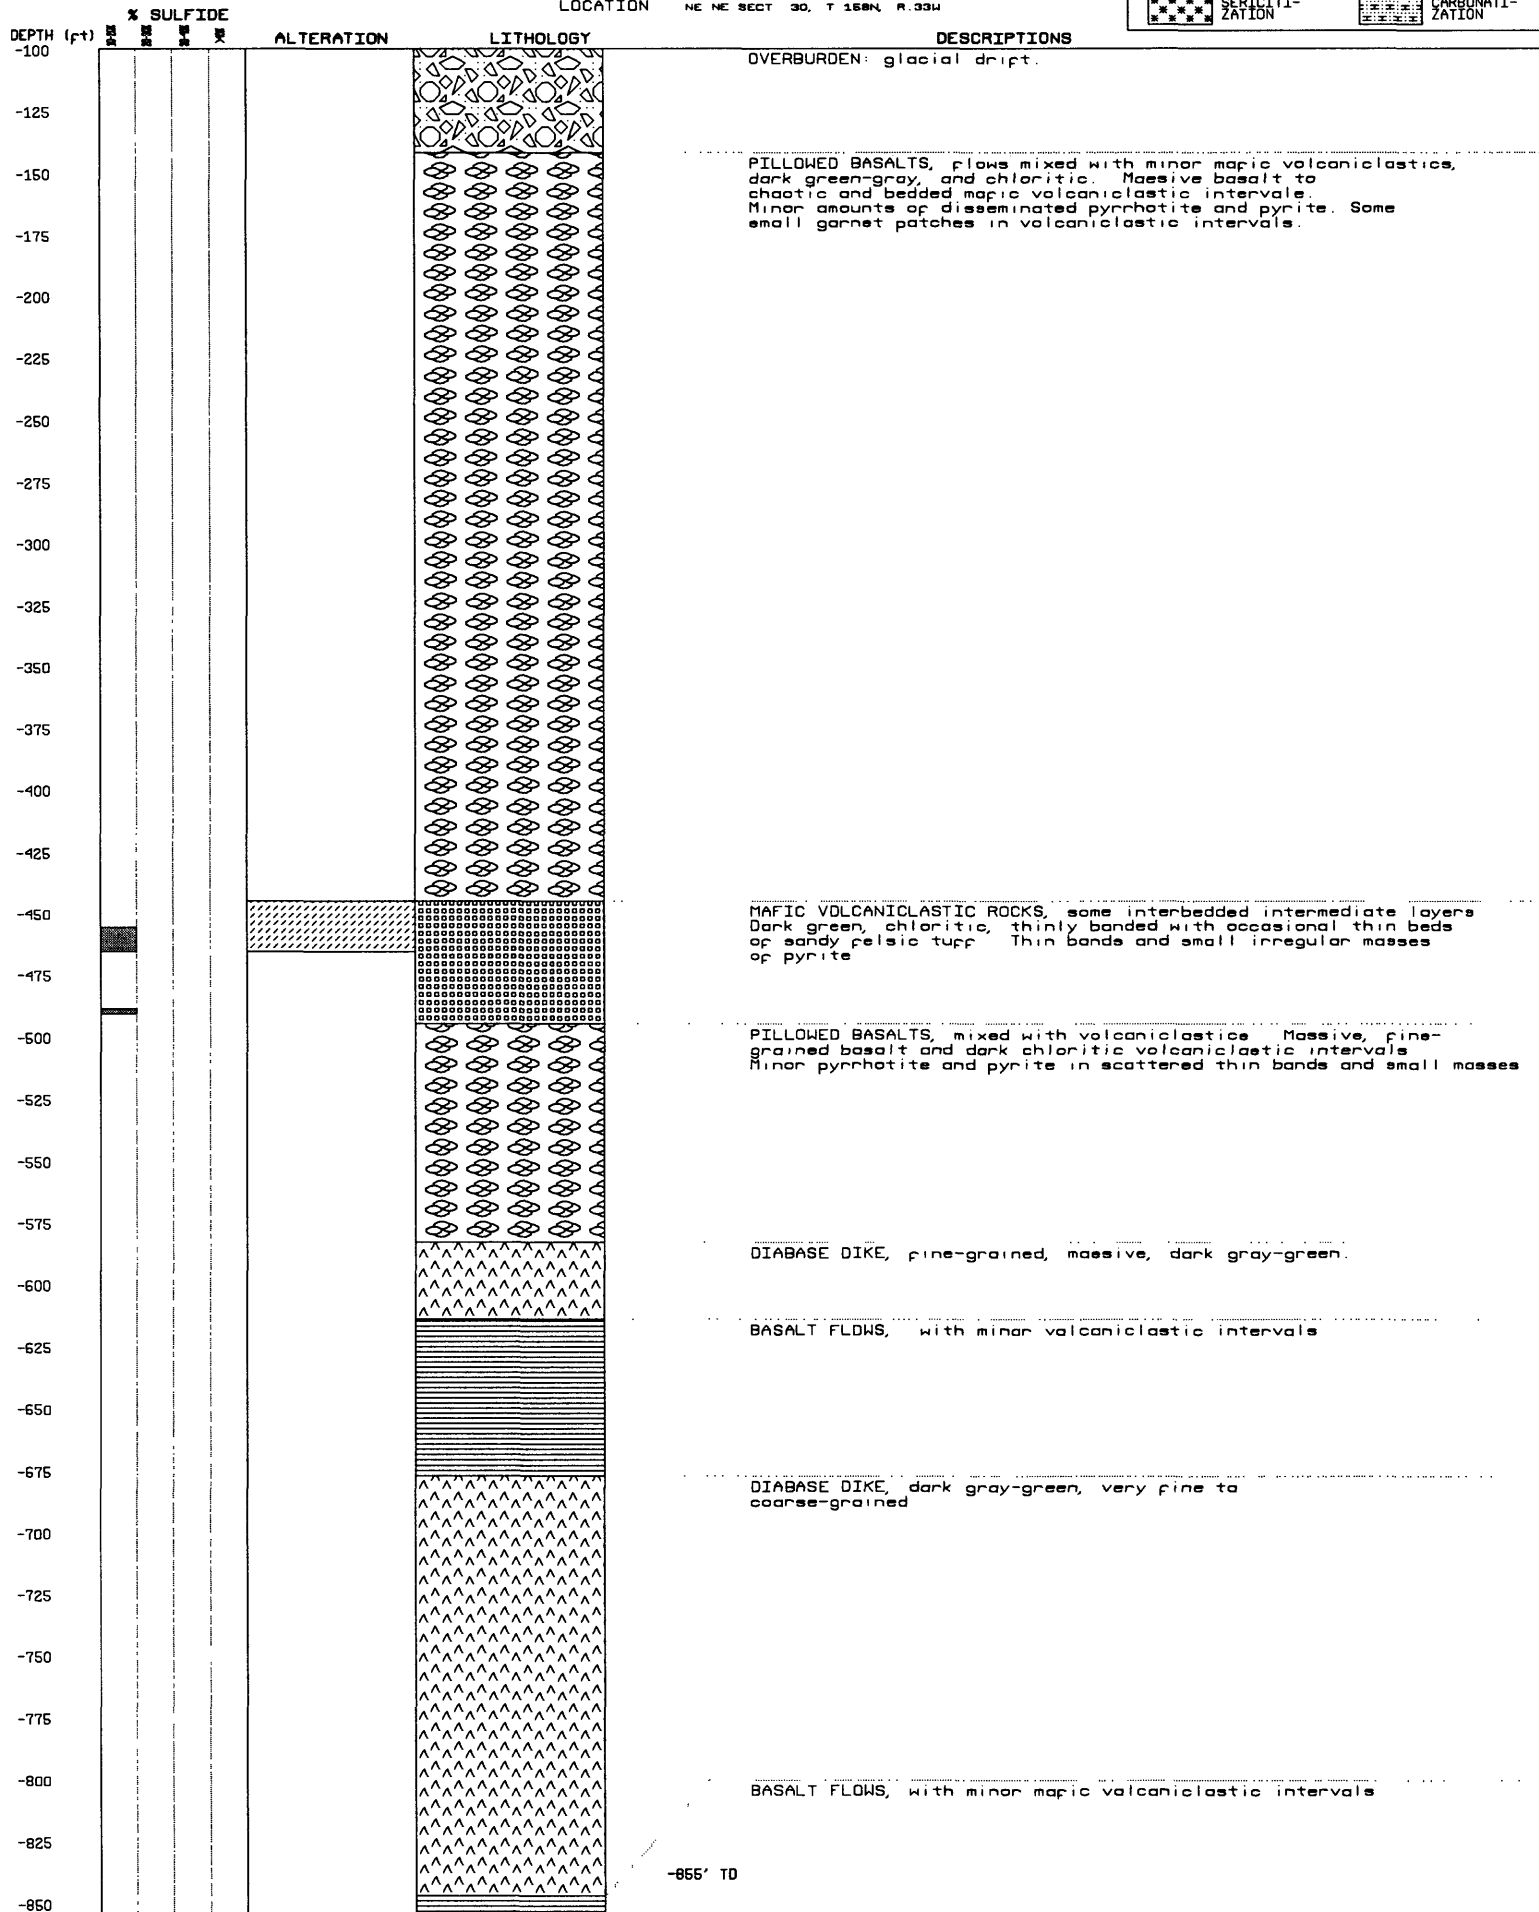 % SULFIDE
LOCATION NE NE SECT 30, T 158N, R.33W
SERICITI-
ZATION
CARBONATI-
ZATION
DEPTH (ft)
ALTERATION
LITHOLOGY
DESCRIPTIONS
-100
OVERBURDEN: glacial drift.
-125
-150
PILLOWED BASALTS, flows mixed with minor mafic volcaniclastics,
dark green-gray, and chloritic. Maesive basalt to
chaotic and bedded mafic volcaniclastic intervale.
Minor amounts of disseminated pyrrhotite and pyrite. Some
small garnet patches in volcaniclastic intervals.
-175
-200
-225
-250
-275
-300
-325
-350
-375
-400
-425
-450
MAFIC VOLCANICLASTIC ROCKS, some interbedded intermediate layers
Dark green, chloritic, thinly banded with occasional thin beds
of sandy felsic tuff Thin bands and small irregular masses
of pyrite
-475
-500
PILLOWED BASALTS, mixed with volcaniclastics Massive, fine-
grained basalt and dark chloritic volcaniclastic intervals
Minor pyrrhotite and pyrite in scattered thin bands and small masses
-525
-550
-575
DIABASE DIKE, fine-grained, massive, dark gray-green.
-600
-625
BASALT FLOWS, with minor volcaniclastic intervals
-650
-675
DIABASE DIKE, dark gray-green, very fine to
coarse-grained
-700
-725
-750
-775
-800
BASALT FLOWS, with minor mafic volcaniclastic intervals
-825
-855' TD
-850